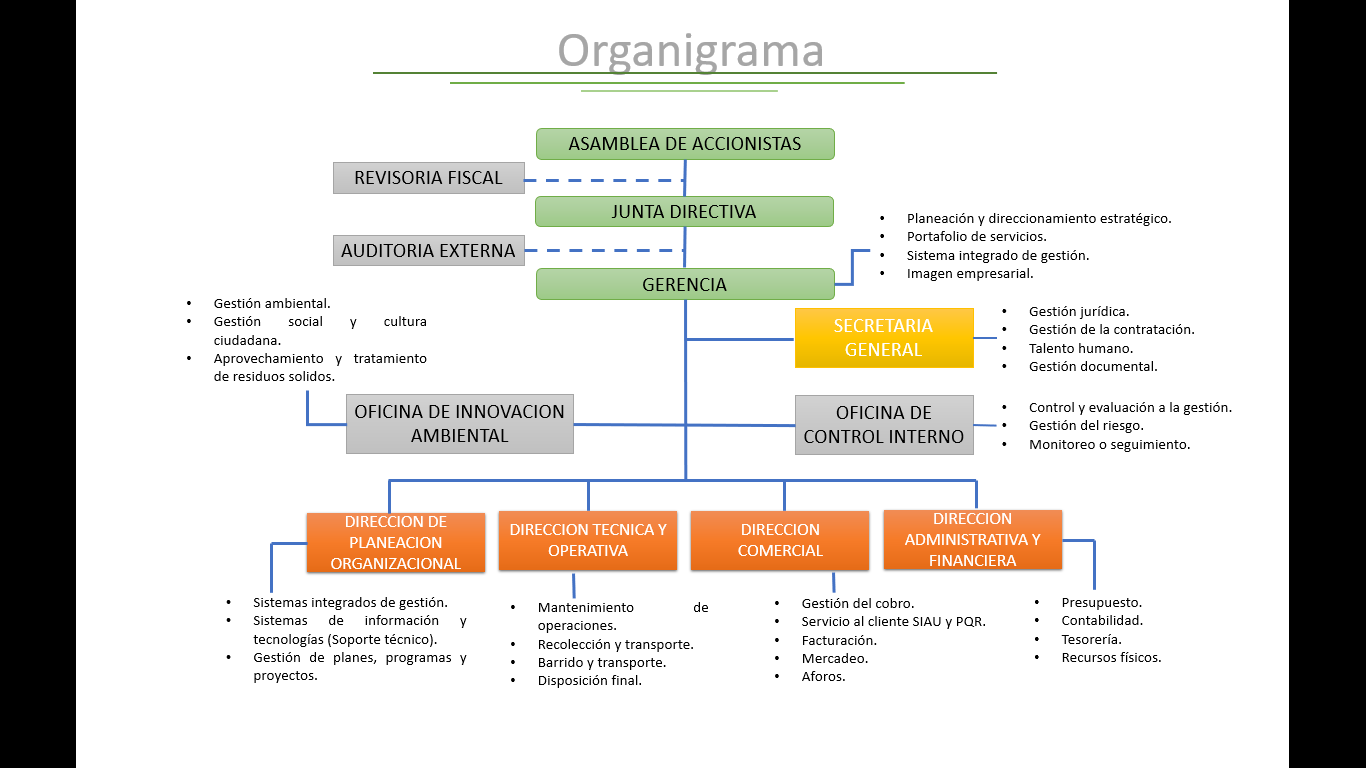 Organigrama
ASAMBLEA DE ACCIONISTAS
REVISORIA FISCAL
JUNTA DIRECTIVA
AUDITORIA EXTERNA
GERENCIA
• Planeación y direccionamiento estratégico.
• Portafolio de servicios.
• Sistema integrado de gestión.
• Imagen empresarial.
• Gestión ambiental.
• Gestión social y cultura
ciudadana.
• Aprovechamiento y tratamiento
de residuos solidos.
SECRETARIA
GENERAL
• Gestión jurídica.
• Gestión de la contratación.
• Talento humano.
• Gestión documental.
OFICINA DE INNOVACION
AMBIENTAL
OFICINA DE
CONTROL INTERNO
• Control y evaluación a la gestión.
• Gestión del riesgo.
• Monitoreo o seguimiento.
DIRECCION DE
PLANEACION
ORGANIZACIONAL
DIRECCION TECNICA Y
OPERATIVA
DIRECCION
COMERCIAL
DIRECCION
ADMINISTRATIVA Y
FINANCIERA
• Sistemas integrados de gestión.
• Sistemas de información y
tecnologías (Soporte técnico).
• Gestión de planes, programas y
proyectos.
• Mantenimiento de
operaciones.
• Recolección y transporte.
• Barrido y transporte.
• Disposición final.
• Gestión del cobro.
• Servicio al cliente SIAU y PQR.
• Facturación.
• Mercadeo.
• Aforos.
• Presupuesto.
• Contabilidad.
• Tesorería.
• Recursos físicos.